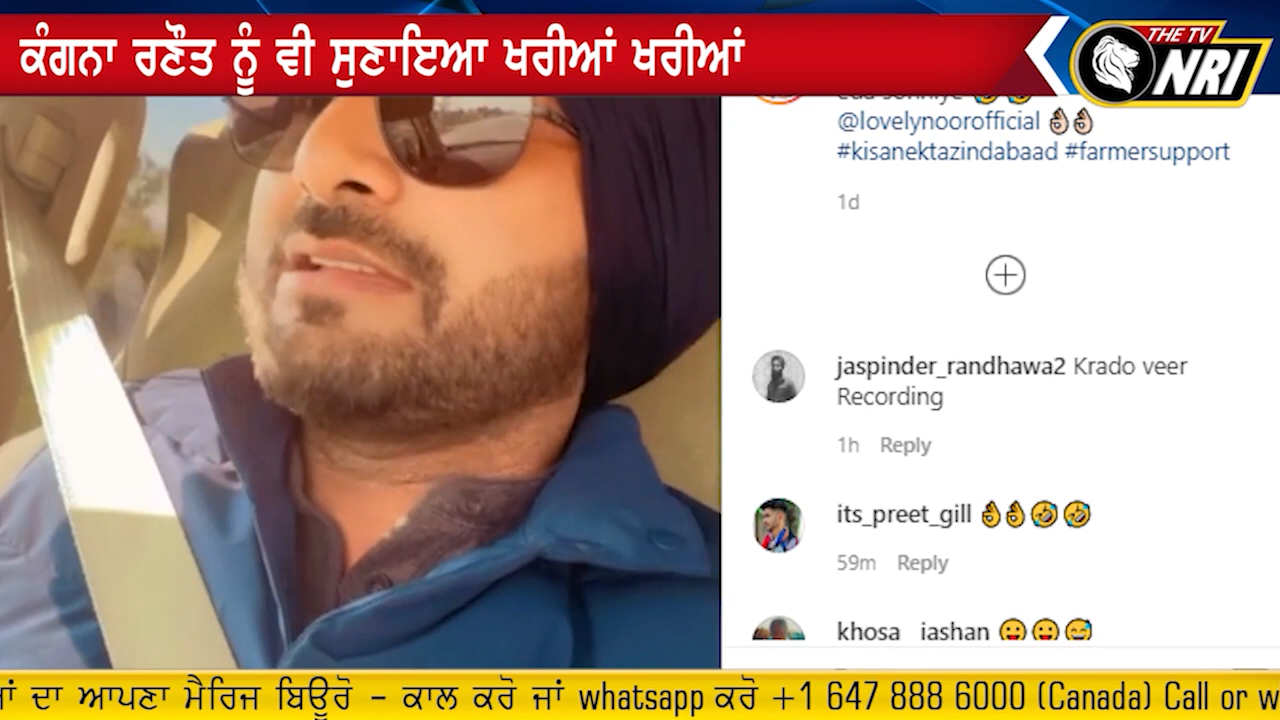 ਕੰਗਨਾ ਰਣੌਤ ਨੂੰ ਵੀ ਸੁਣਾਇਆ ਖਰੀਆਂ ਖਰੀਆਂ
THE TV
NRI
@lovelynoorofficial 👌👌
#kisanektazindabaad #farmersupport
1d
jaspinder_randhawa2 Krado veer
Recording
1h Reply
its_preet_gill 👌👌🤣🤣
59m Reply
khosa__jashan 😛😛😅
ਦਾ ਆਪਣਾ ਮੈਰਿਜ ਬਿਊਰੋ - ਕਾਲ ਕਰੋ ਜਾਂ whatsapp ਕਰੋ +1 647 888 6000 (Canada) Call or